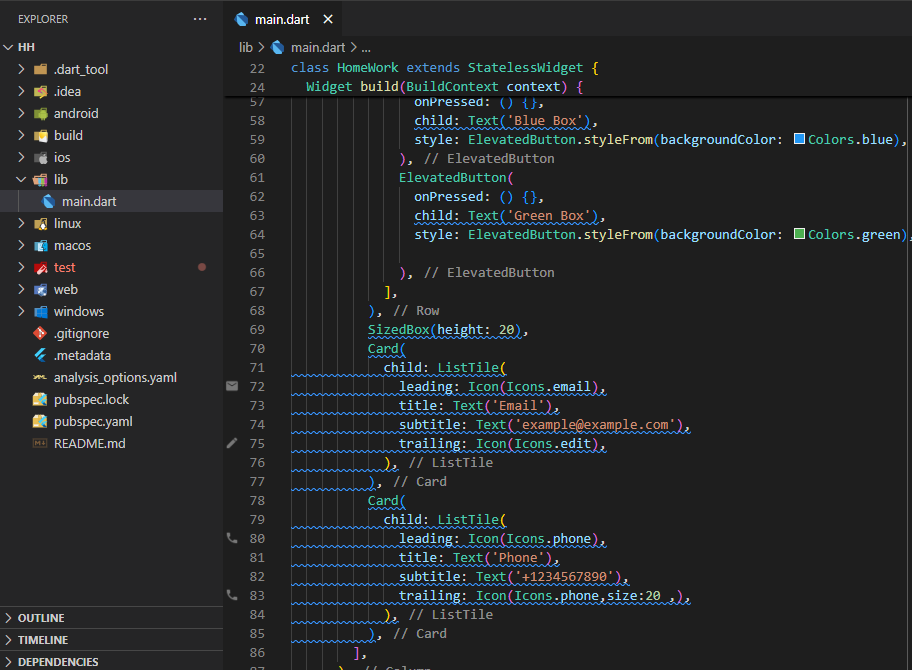 EXPLORER
...
HH
.dart_tool
.idea
android
build
ios
lib
main.dart
linux
macos
test
web
windows
.gitignore
.metadata
analysis_options.yaml
pubspec.lock
pubspec.yaml
README.md
OUTLINE
TIMELINE
DEPENDENCIES
main.dart
lib > main.dart > ...
22 class HomeWork extends StatelessWidget {
24 Widget build(BuildContext context) {
57 onPressed: () {},
58 child: Text('Blue Box'),
59 style: ElevatedButton.styleFrom(backgroundColor: Colors.blue),
60 ), // ElevatedButton
61 ElevatedButton(
62 onPressed: () {},
63 child: Text('Green Box'),
64 style: ElevatedButton.styleFrom(backgroundColor: Colors.green),
65
66 ), // ElevatedButton
67 ],
68 ), // Row
69 SizedBox(height: 20),
70 Card(
71 child: ListTile(
72 leading: Icon(Icons.email),
73 title: Text('Email'),
74 subtitle: Text('example@example.com'),
75 trailing: Icon(Icons.edit),
76 ), // ListTile
77 ), // Card
78 Card(
79 child: ListTile(
80 leading: Icon(Icons.phone),
81 title: Text('Phone'),
82 subtitle: Text('+1234567890'),
83 trailing: Icon(Icons.phone,size:20 ,),
84 ), // ListTile
85 ), // Card
86 ],
87 ), // Column